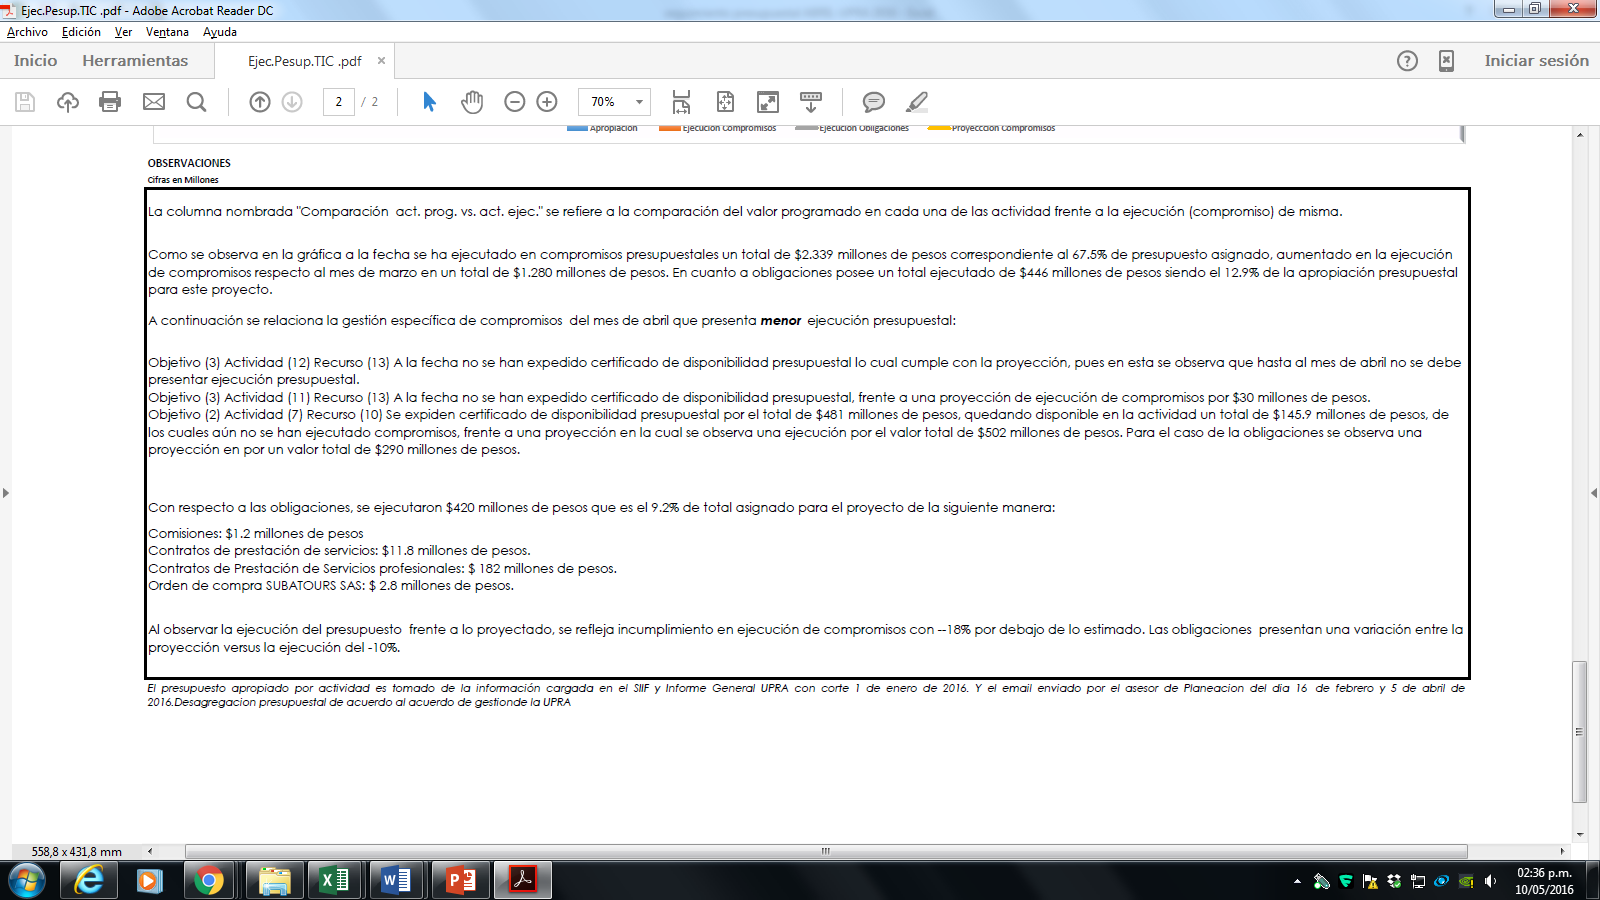 Ejec.Pesup.TIC .pdf - Adobe Acrobat Reader DC
Archivo Edición Ver Ventana Ayuda
Inicio Herramientas Ejec.Pesup.TIC .pdf × Iniciar sesión
2 / 2 70%
Apropiación Ejecución Compromisos Ejecución Obligaciones Proyeccción Compromisos
OBSERVACIONES
Cifras en Millones
La columna nombrada "Comparación act. prog. vs. act. ejec." se refiere a la comparación del valor programado en cada una de las actividad frente a la ejecución (compromiso) de misma.
Como se observa en la gráfica a la fecha se ha ejecutado en compromisos presupuestales un total de $2.339 millones de pesos correspondiente al 67.5% de presupuesto asignado, aumentado en la ejecución
de compromisos respecto al mes de marzo en un total de $1.280 millones de pesos. En cuanto a obligaciones posee un total ejecutado de $446 millones de pesos siendo el 12.9% de la apropiación presupuestal
para este proyecto.
A continuación se relaciona la gestión específica de compromisos del mes de abril que presenta menor ejecución presupuestal:
Objetivo (3) Actividad (12) Recurso (13) A la fecha no se han expedido certificado de disponibilidad presupuestal lo cual cumple con la proyección, pues en esta se observa que hasta al mes de abril no se debe
presentar ejecución presupuestal.
Objetivo (3) Actividad (11) Recurso (13) A la fecha no se han expedido certificado de disponibilidad presupuestal, frente a una proyección de ejecución de compromisos por $30 millones de pesos.
Objetivo (2) Actividad (7) Recurso (10) Se expiden certificado de disponibilidad presupuestal por el total de $481 millones de pesos, quedando disponible en la actividad un total de $145.9 millones de pesos, de
los cuales aún no se han ejecutado compromisos, frente a una proyección en la cual se observa una ejecución por el valor total de $502 millones de pesos. Para el caso de la obligaciones se observa una
proyección en por un valor total de $290 millones de pesos.
Con respecto a las obligaciones, se ejecutaron $420 millones de pesos que es el 9.2% de total asignado para el proyecto de la siguiente manera:
Comisiones: $1.2 millones de pesos
Contratos de prestación de servicios: $11.8 millones de pesos.
Contratos de Prestación de Servicios profesionales: $ 182 millones de pesos.
Orden de compra SUBATOURS SAS: $ 2.8 millones de pesos.
Al observar la ejecución del presupuesto frente a lo proyectado, se refleja incumplimiento en ejecución de compromisos con --18% por debajo de lo estimado. Las obligaciones presentan una variación entre la
proyección versus la ejecución del -10%.
El presupuesto apropiado por actividad es tomado de la información cargada en el SIIF y Informe General UPRA con corte 1 de enero de 2016. Y el email enviado por el asesor de Planeacion del dia 16 de febrero y 5 de abril de
2016.Desagregacion presupuestal de acuerdo al acuerdo de gestionde la UPRA
558,8 x 431,8 mm
02:36 p.m.
10/05/2016